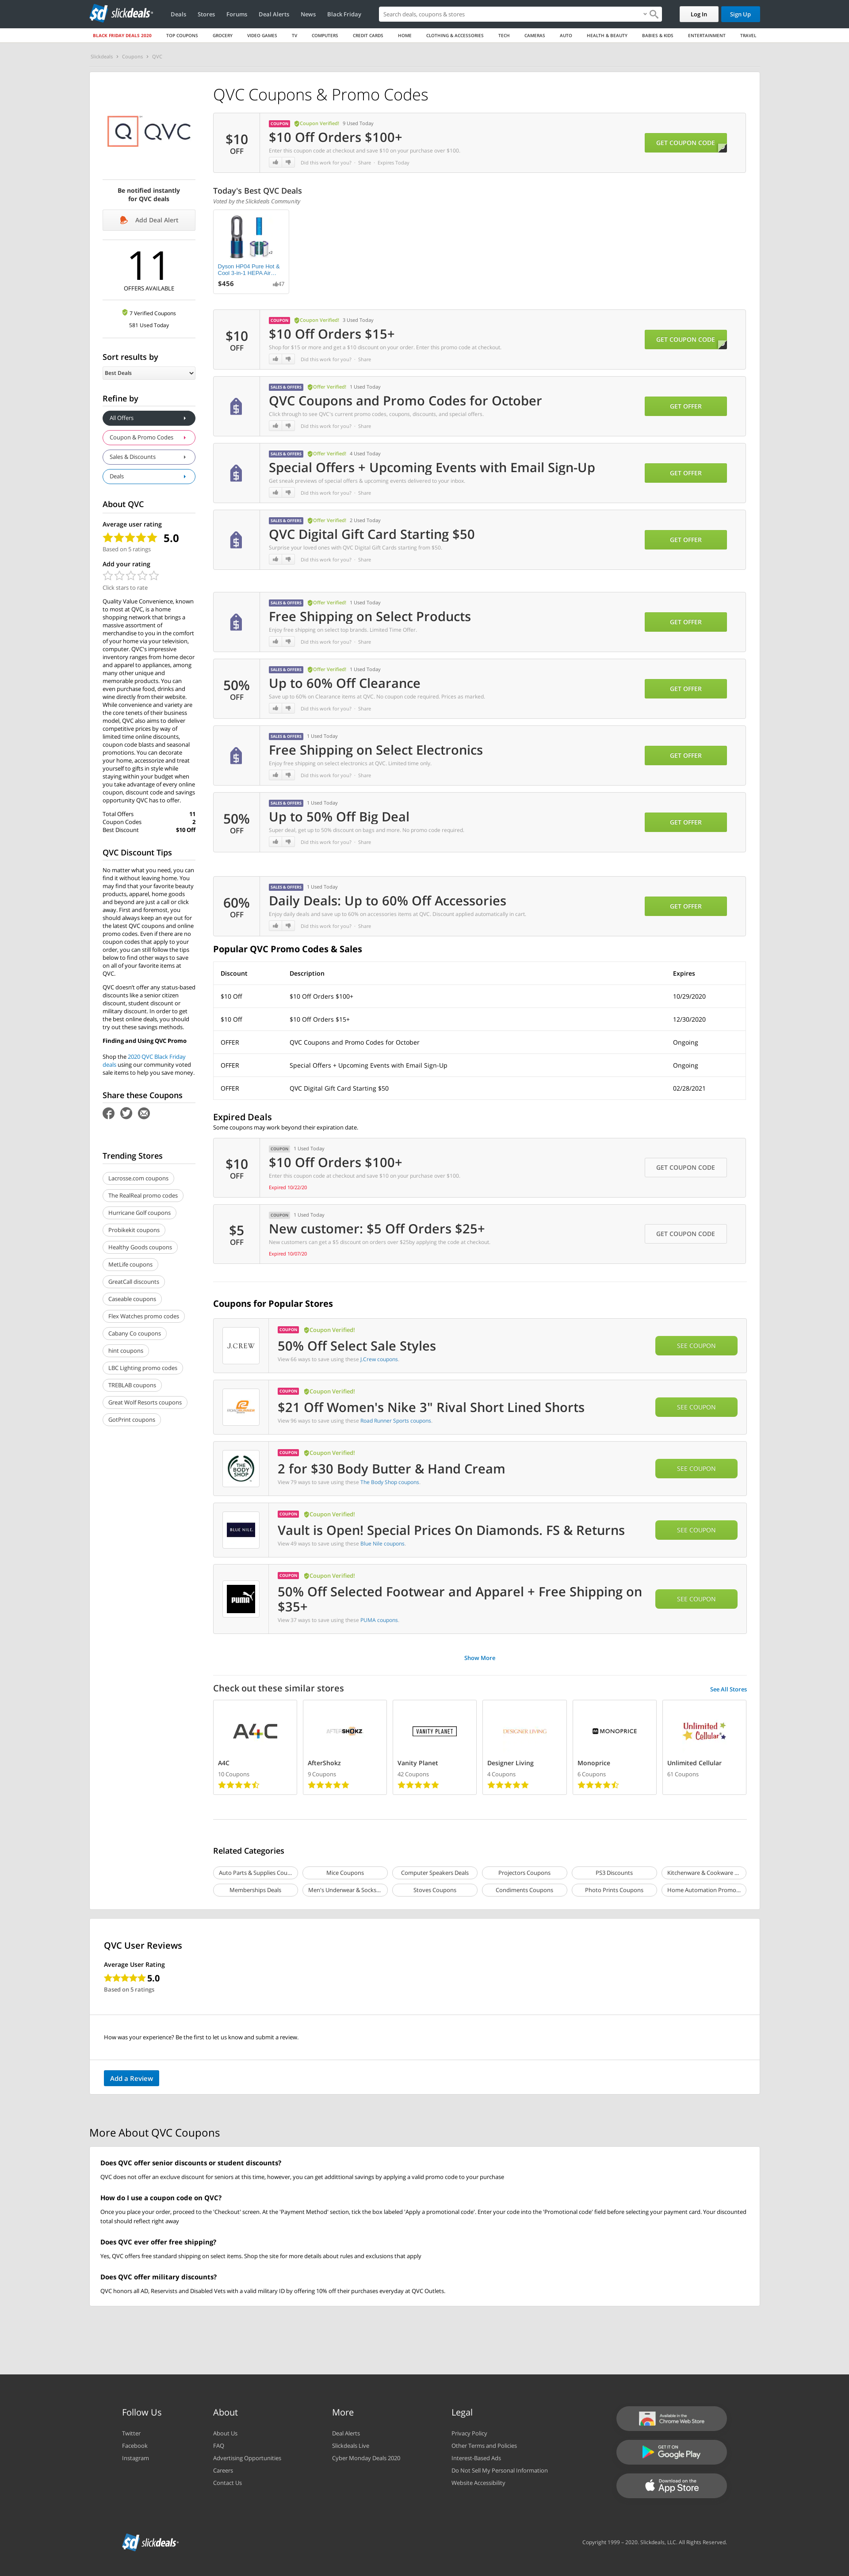 slickdeals
Deals
Stores
Forums
Deal Alerts
News
Black Friday
Search deals, coupons & stores
Log In
Sign Up
BLACK FRIDAY DEALS 2020
TOP COUPONS
GROCERY
VIDEO GAMES
TV
COMPUTERS
CREDIT CARDS
HOME
CLOTHING & ACCESSORIES
TECH
CAMERAS
AUTO
HEALTH & BEAUTY
BABIES & KIDS
ENTERTAINMENT
TRAVEL
Slickdeals › Coupons › QVC
Q QVC
Be notified instantly
for QVC deals
Add Deal Alert
11
OFFERS AVAILABLE
7 Verified Coupons
581 Used Today
Sort results by
Best Deals
Refine by
All Offers
Coupon & Promo Codes
Sales & Discounts
Deals
About QVC
Average user rating
5.0
Based on 5 ratings
Add your rating
Click stars to rate
Quality Value Convenience, known
to most at QVC, is a home
shopping network that brings a
massive assortment of
merchandise to you in the comfort
of your home via your television,
computer. QVC's impressive
inventory ranges from home decor
and apparel to appliances, among
many other unique and
memorable products. You can
even purchase food, drinks and
wine directly from their website.
While convenience and variety are
the core tenets of their business
model, QVC also aims to deliver
competitive prices by way of
limited time online discounts,
coupon code blasts and seasonal
promotions. You can decorate
your home, accessorize and treat
yourself to gifts in style while
staying within your budget when
you take advantage of every online
coupon, discount code and savings
opportunity QVC has to offer.
Total Offers 11
Coupon Codes 2
Best Discount $10 Off
QVC Discount Tips
No matter what you need, you can
find it without leaving home. You
may find that your favorite beauty
products, apparel, home goods
and beyond are just a call or click
away. First and foremost, you
should always keep an eye out for
the latest QVC coupons and online
promo codes. Even if there are no
coupon codes that apply to your
order, you can still follow the tips
below to find other ways to save
on all of your favorite items at
QVC.
QVC doesn't offer any status-based
discounts like a senior citizen
discount, student discount or
military discount. In order to get
the best online deals, you should
try out these savings methods.
Finding and Using QVC Promo
Shop the 2020 QVC Black Friday
deals using our community voted
sale items to help you save money.
Share these Coupons
Trending Stores
Lacrosse.com coupons
The RealReal promo codes
Hurricane Golf coupons
Probikekit coupons
Healthy Goods coupons
MetLife coupons
GreatCall discounts
Caseable coupons
Flex Watches promo codes
Cabany Co coupons
hint coupons
LBC Lighting promo codes
TREBLAB coupons
Great Wolf Resorts coupons
GotPrint coupons
QVC Coupons & Promo Codes
$10
OFF
COUPON Coupon Verified! 9 Used Today
$10 Off Orders $100+
Enter this coupon code at checkout and save $10 on your purchase over $100.
Did this work for you? · Share · Expires Today
GET COUPON CODE
Today's Best QVC Deals
Voted by the Slickdeals Community
x2
Dyson HP04 Pure Hot &
Cool 3-in-1 HEPA Air...
$456 47
$10
OFF
COUPON Coupon Verified! 3 Used Today
$10 Off Orders $15+
Shop for $15 or more and get a $10 discount on your order. Enter this promo code at checkout.
Did this work for you? · Share
GET COUPON CODE
SALES & OFFERS Offer Verified! 1 Used Today
QVC Coupons and Promo Codes for October
Click through to see QVC's current promo codes, coupons, discounts, and special offers.
Did this work for you? · Share
GET OFFER
SALES & OFFERS Offer Verified! 4 Used Today
Special Offers + Upcoming Events with Email Sign-Up
Get sneak previews of special offers & upcoming events delivered to your inbox.
Did this work for you? · Share
GET OFFER
SALES & OFFERS Offer Verified! 2 Used Today
QVC Digital Gift Card Starting $50
Surprise your loved ones with QVC Digital Gift Cards starting from $50.
Did this work for you? · Share
GET OFFER
SALES & OFFERS Offer Verified! 1 Used Today
Free Shipping on Select Products
Enjoy free shipping on select top brands. Limited Time Offer.
Did this work for you? · Share
GET OFFER
50%
OFF
SALES & OFFERS Offer Verified! 1 Used Today
Up to 60% Off Clearance
Save up to 60% on Clearance items at QVC. No coupon code required. Prices as marked.
Did this work for you? · Share
GET OFFER
SALES & OFFERS 1 Used Today
Free Shipping on Select Electronics
Enjoy free shipping on select electronics at QVC. Limited time only.
Did this work for you? · Share
GET OFFER
50%
OFF
SALES & OFFERS 1 Used Today
Up to 50% Off Big Deal
Super deal, get up to 50% discount on bags and more. No promo code required.
Did this work for you? · Share
GET OFFER
60%
OFF
SALES & OFFERS 1 Used Today
Daily Deals: Up to 60% Off Accessories
Enjoy daily deals and save up to 60% on accessories items at QVC. Discount applied automatically in cart.
Did this work for you? · Share
GET OFFER
Popular QVC Promo Codes & Sales
Discount Description Expires
$10 Off $10 Off Orders $100+ 10/29/2020
$10 Off $10 Off Orders $15+ 12/30/2020
OFFER QVC Coupons and Promo Codes for October Ongoing
OFFER Special Offers + Upcoming Events with Email Sign-Up Ongoing
OFFER QVC Digital Gift Card Starting $50 02/28/2021
Expired Deals
Some coupons may work beyond their expiration date.
$10
OFF
COUPON 1 Used Today
$10 Off Orders $100+
Enter this coupon code at checkout and save $10 on your purchase over $100.
Expired 10/22/20
GET COUPON CODE
$5
OFF
COUPON 1 Used Today
New customer: $5 Off Orders $25+
New customers can get a $5 discount on orders over $25by applying the code at checkout.
Expired 10/07/20
GET COUPON CODE
Coupons for Popular Stores
J.CREW
COUPON Coupon Verified!
50% Off Select Sale Styles
View 66 ways to save using these J.Crew coupons.
SEE COUPON
COUPON Coupon Verified!
$21 Off Women's Nike 3" Rival Short Lined Shorts
View 96 ways to save using these Road Runner Sports coupons.
SEE COUPON
THE BODY SHOP
COUPON Coupon Verified!
2 for $30 Body Butter & Hand Cream
View 79 ways to save using these The Body Shop coupons.
SEE COUPON
BLUE NILE.
COUPON Coupon Verified!
Vault is Open! Special Prices On Diamonds. FS & Returns
View 49 ways to save using these Blue Nile coupons.
SEE COUPON
PUMA
COUPON Coupon Verified!
50% Off Selected Footwear and Apparel + Free Shipping on
$35+
View 37 ways to save using these PUMA coupons.
SEE COUPON
Show More
Check out these similar stores
See All Stores
A4C
A4C
10 Coupons
AFTERSHOKZ
AfterShokz
9 Coupons
VANITY PLANET
Vanity Planet
42 Coupons
DESIGNER LIVING
Designer Living
4 Coupons
MONOPRICE
Monoprice
6 Coupons
Unlimited Cellular
Unlimited Cellular
61 Coupons
Related Categories
Auto Parts & Supplies Cou...
Mice Coupons
Computer Speakers Deals
Projectors Coupons
PS3 Discounts
Kitchenware & Cookware ...
Memberships Deals
Men's Underwear & Socks...
Stoves Coupons
Condiments Coupons
Photo Prints Coupons
Home Automation Promo...
QVC User Reviews
Average User Rating
5.0
Based on 5 ratings
How was your experience? Be the first to let us know and submit a review.
Add a Review
More About QVC Coupons
Does QVC offer senior discounts or student discounts?
QVC does not offer an excluve discount for seniors at this time, however, you can get addittional savings by applying a valid promo code to your purchase
How do I use a coupon code on QVC?
Once you place your order, proceed to the 'Checkout' screen. At the 'Payment Method' section, tick the box labeled 'Apply a promotional code'. Enter your code into the 'Promotional code' field before selecting your payment card. Your discounted
total should reflect right away
Does QVC ever offer free shipping?
Yes, QVC offers free standard shipping on select items. Shop the site for more details about rules and exclusions that apply
Does QVC offer military discounts?
QVC honors all AD, Reservists and Disabled Vets with a valid military ID by offering 10% off their purchases everyday at QVC Outlets.
Follow Us
Twitter
Facebook
Instagram
About
About Us
FAQ
Advertising Opportunities
Careers
Contact Us
More
Deal Alerts
Slickdeals Live
Cyber Monday Deals 2020
Legal
Privacy Policy
Other Terms and Policies
Interest-Based Ads
Do Not Sell My Personal Information
Website Accessibility
Available in the
Chrome Web Store
GET IT ON
Google Play
Download on the
App Store
slickdeals
Copyright 1999 – 2020. Slickdeals, LLC. All Rights Reserved.